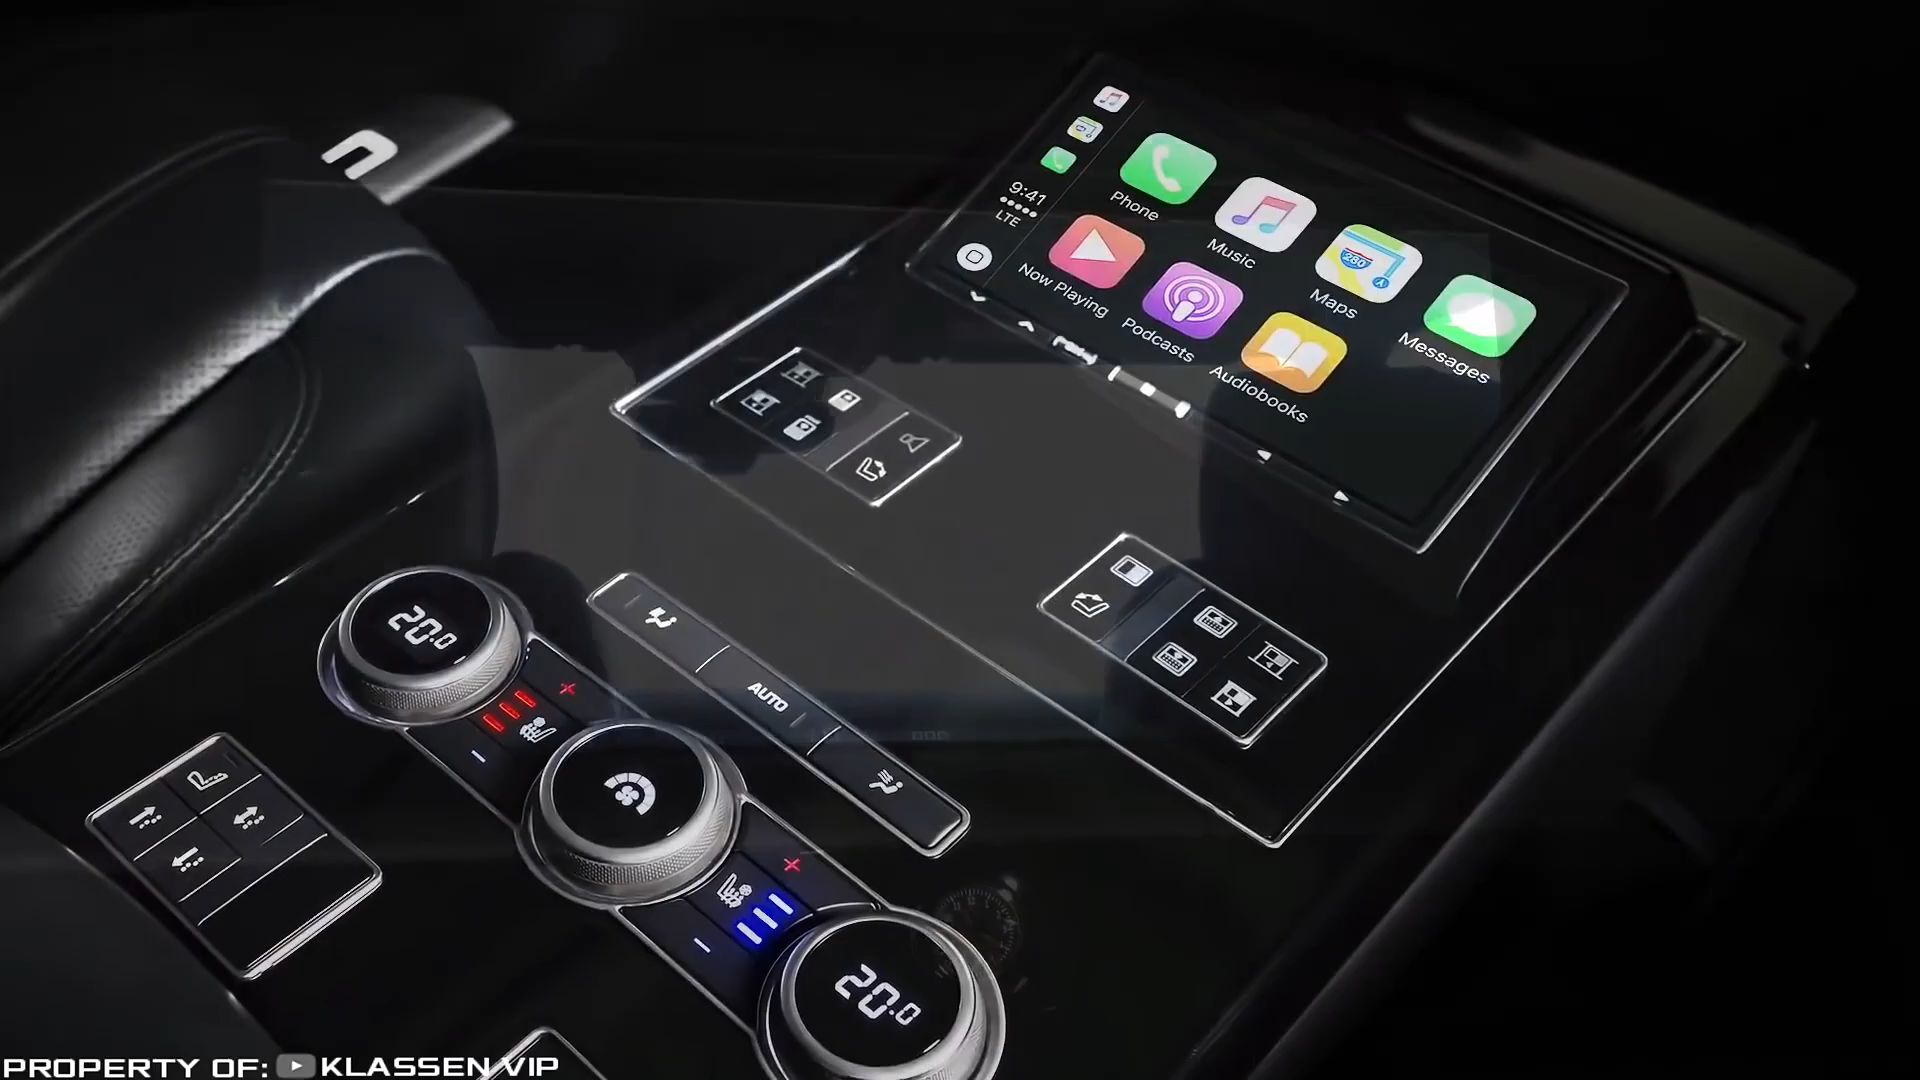 9:41
LTE
Phone
Music
Maps
Messages
Now Playing
Podcasts
Audiobooks
280
20.0
AUTO
20.0
PROPERTY OF: KLASSEN VIP